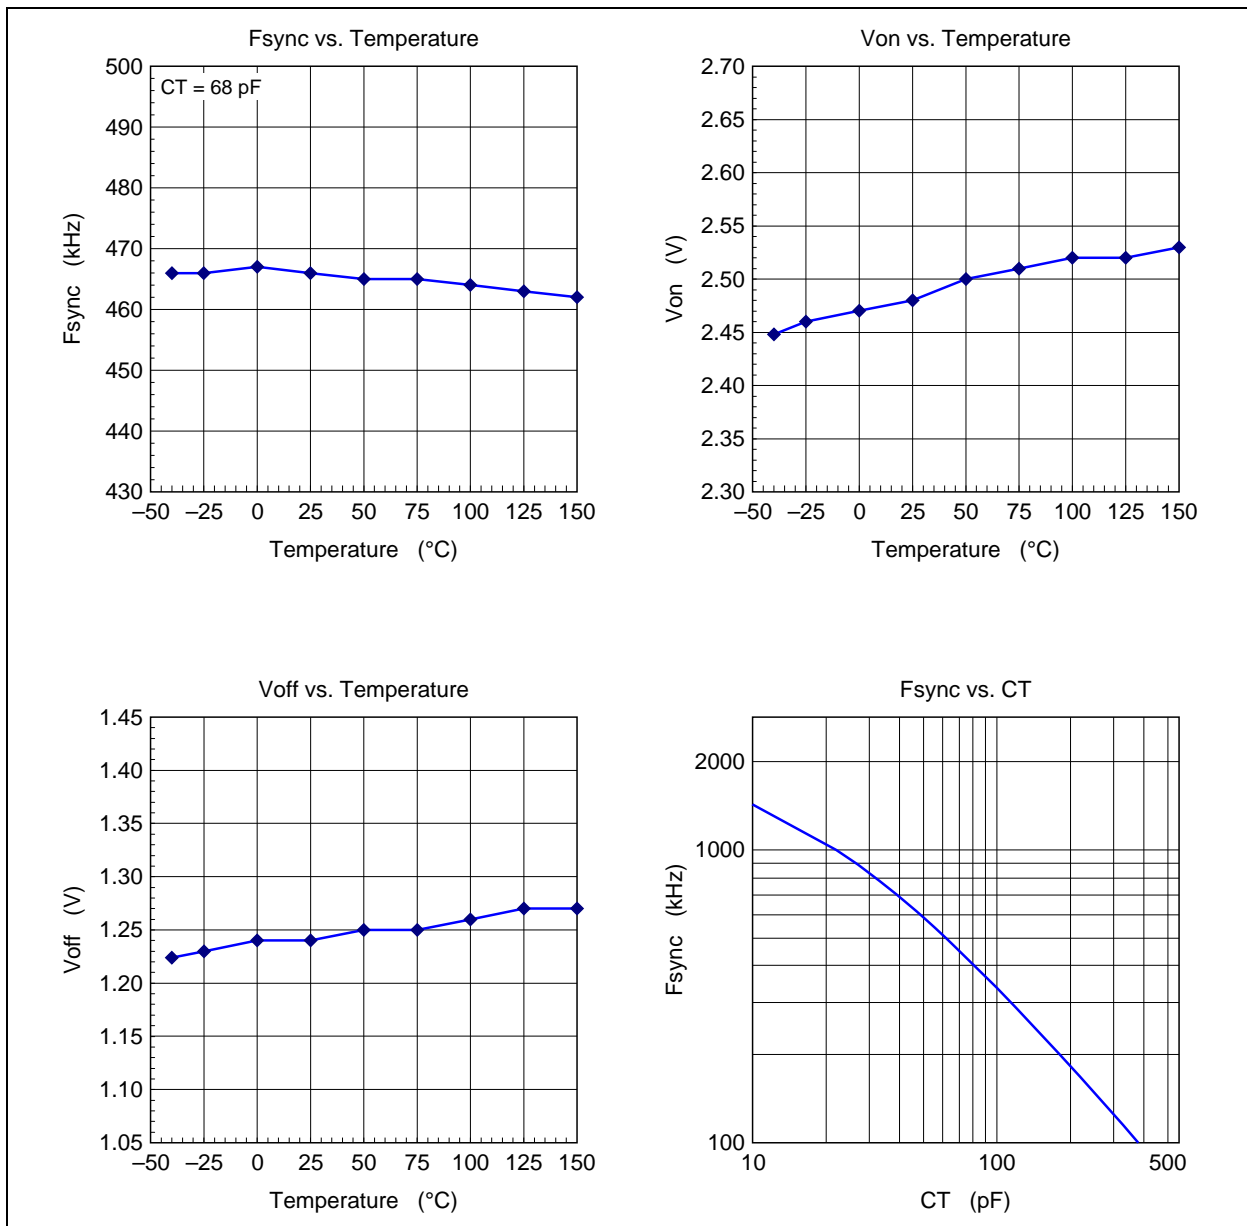 Fsync vs. Temperature
CT = 68 pF
500
490
480
470
460
450
440
430
Fsync (kHz)
–50 –25 0 25 50 75 100 125 150
Temperature (°C)
Von vs. Temperature
2.70
2.65
2.60
2.55
2.50
2.45
2.40
2.35
2.30
Von (V)
–50 –25 0 25 50 75 100 125 150
Temperature (°C)
Voff vs. Temperature
1.45
1.40
1.35
1.30
1.25
1.20
1.15
1.10
1.05
Voff (V)
–50 –25 0 25 50 75 100 125 150
Temperature (°C)
Fsync vs. CT
2000
1000
100
Fsync (kHz)
10 100 500
CT (pF)